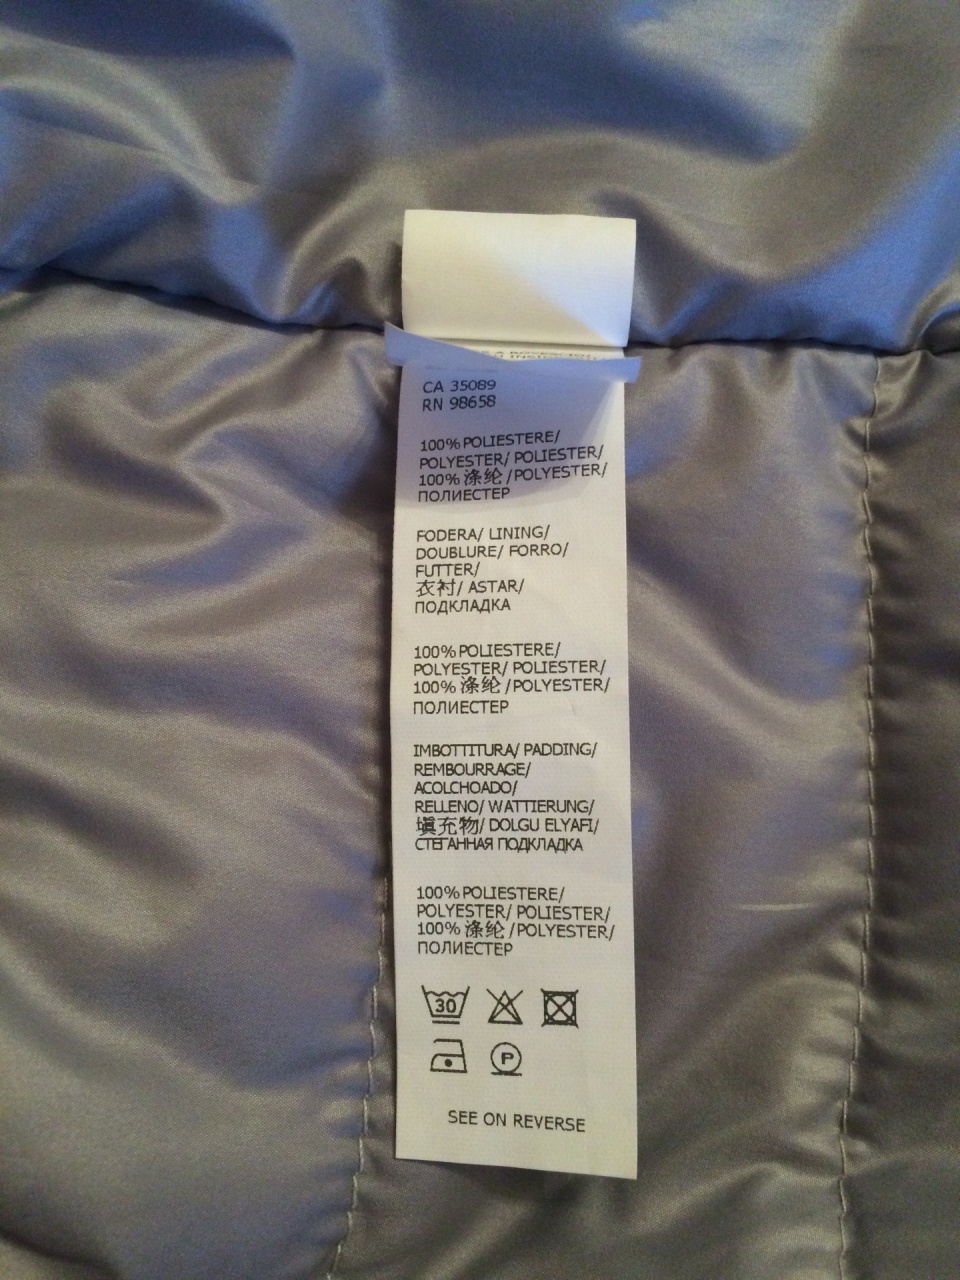 CA 35089
RN 98658
100% POLIESTERE/
POLYESTER/ POLIESTER/
100% 涤纶 /POLYESTER/
ПОЛИЕСТЕР
FODERA/ LINING/
DOUBLURE/ FORRO/
FUTTER/
衣衬/ ASTAR/
ПОДКЛАДКА
100% POLIESTERE/
POLYESTER/ POLIESTER/
100% 涤纶 /POLYESTER/
ПОЛИЕСТЕР
IMBOTTITURA/ PADDING/
REMBOURRAGE/
ACOLCHOADO/
RELLENO/ WATTIERUNG/
填充物/ DOLGU ELYAFI/
СТЕГАННАЯ ПОДКЛАДКА
100% POLIESTERE/
POLYESTER/ POLIESTER/
100% 涤纶 /POLYESTER/
ПОЛИЕСТЕР
30
P
SEE ON REVERSE